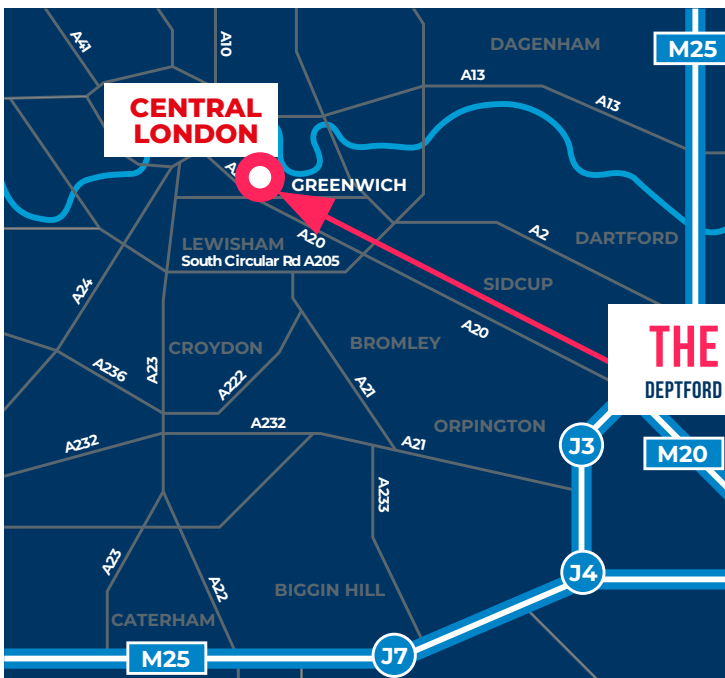 A41
A10
DAGENHAM
M25
A13
A13
CENTRAL
LONDON
GREENWICH
A20
A2
LEWISHAM
South Circular Rd A205
DARTFORD
A24
SIDCUP
A20
THE
DEPTFORD
CROYDON
BROMLEY
A236
A23
A222
A21
A232
A232
A21
ORPINGTON
J3
M20
A233
A23
A22
J4
BIGGIN HILL
CATERHAM
M25
J7